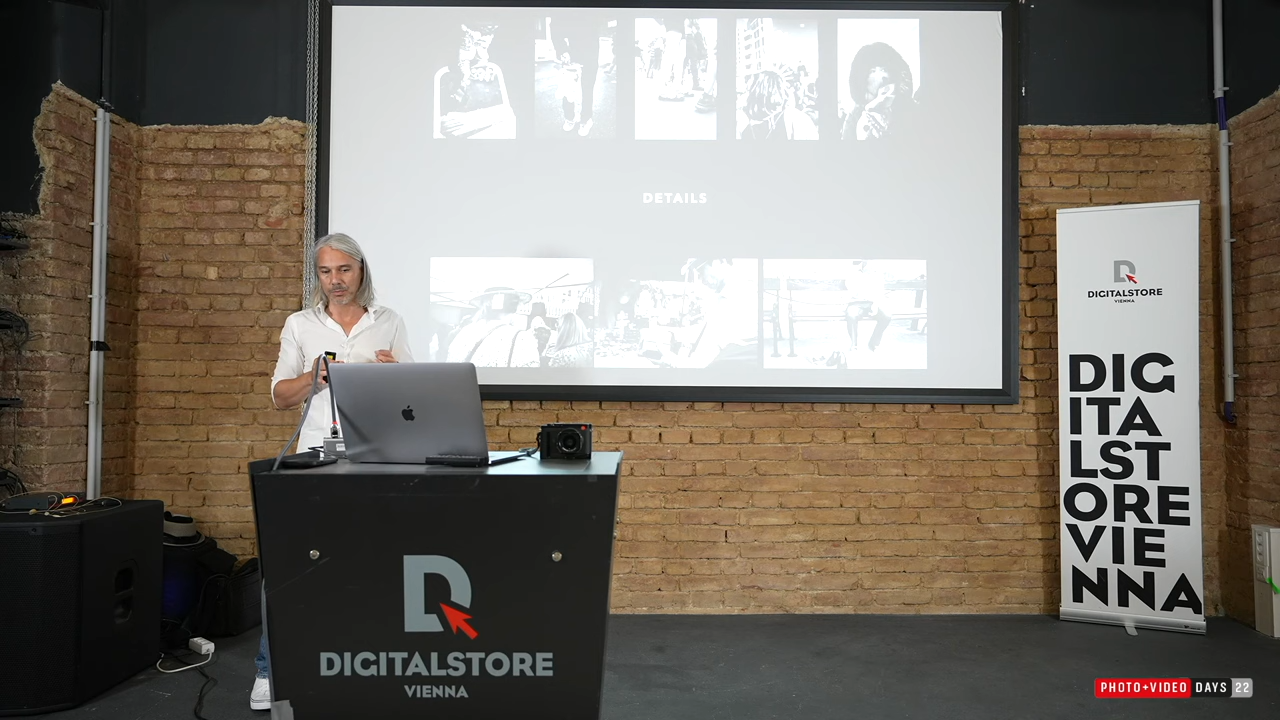 DETAILS
DIGITALSTORE
VIENNA
DIG
ITA
LST
ORE
VIE
NNA
DIGITALSTORE
VIENNA
PHOTO+VIDEO DAYS 22